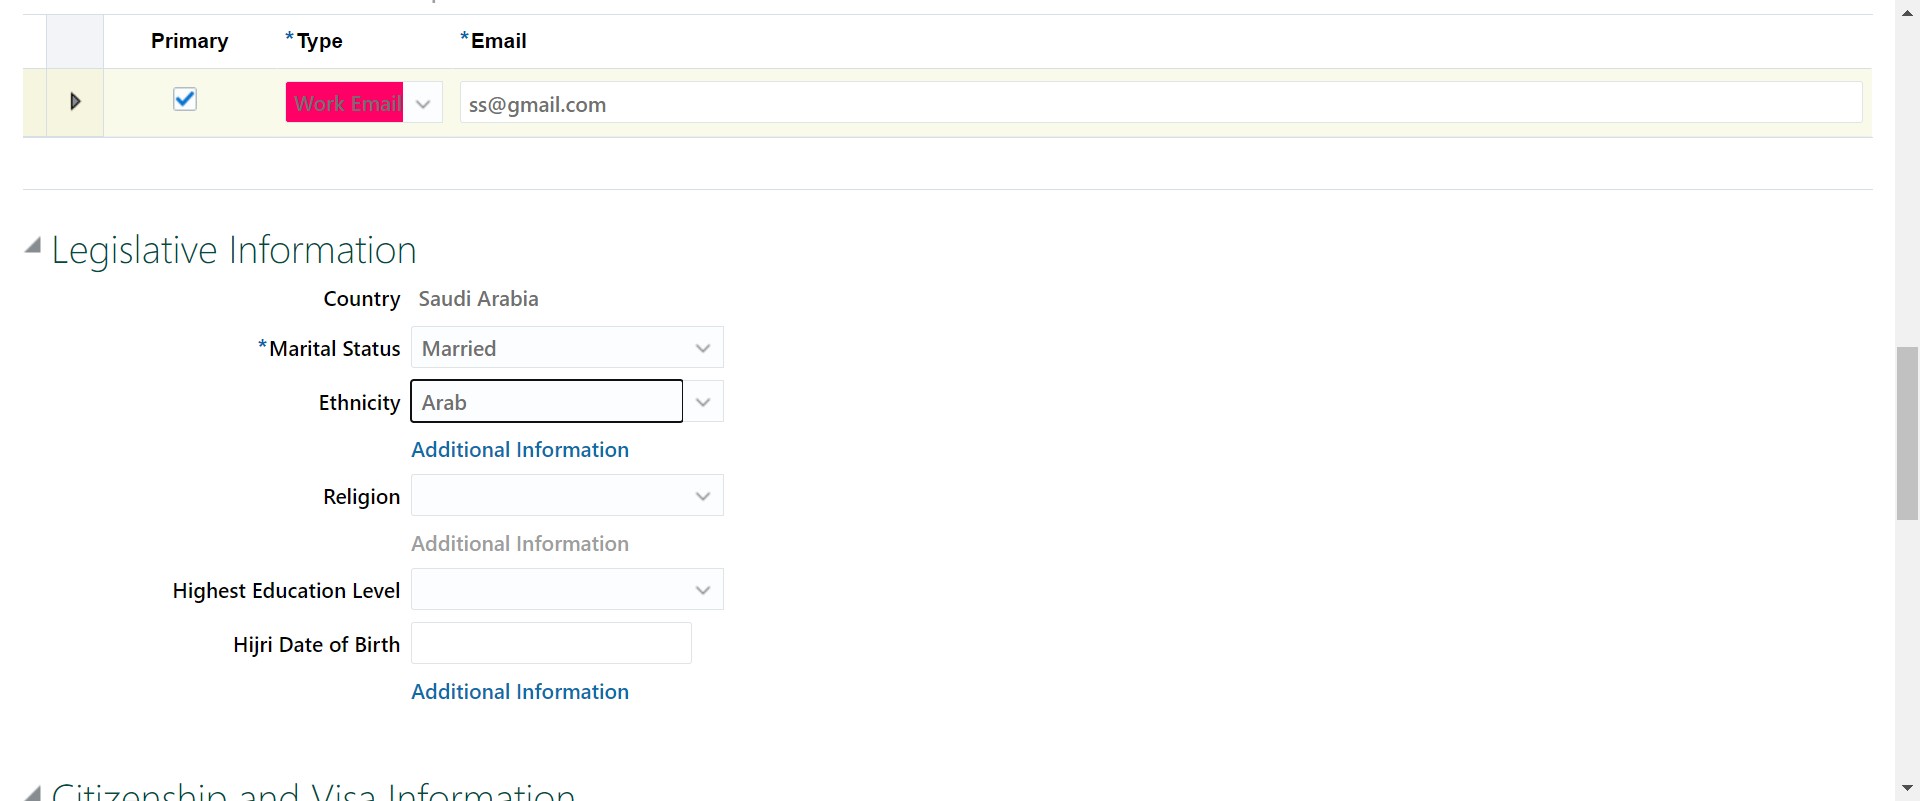 Primary *Type *Email
Work Email ss@gmail.com
Legislative Information
Country Saudi Arabia
*Marital Status Married
Ethnicity Arab
Additional Information
Religion
Additional Information
Highest Education Level
Hijri Date of Birth
Additional Information
Citizenship and Visa Information